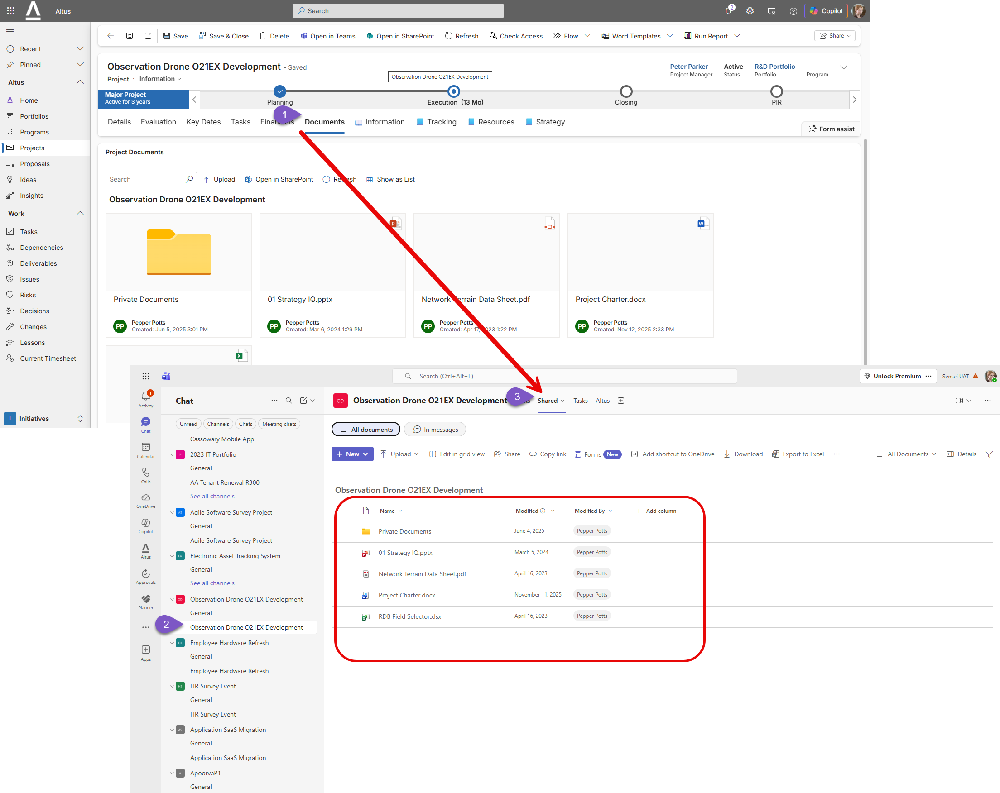 Altus
Search
2
Copilot
Save
Save & Close
Delete
Open in Teams
Open in SharePoint
Refresh
Check Access
Flow
Word Templates
Run Report
Share
Recent
Pinned
Altus
Home
Portfolios
Programs
Projects
Proposals
Ideas
Insights
Work
Tasks
Dependencies
Deliverables
Issues
Risks
Decisions
Changes
Lessons
Current Timesheet
I Initiatives
Observation Drone O21EX Development - Saved
Project · Information
Peter Parker
Project Manager
Active
Status
R&D Portfolio
Portfolio
---
Program
Observation Drone O21EX Development
Major Project
Active for 3 years
Planning
Execution (13 Mo)
Closing
PIR
1
Details
Evaluation
Key Dates
Tasks
Financials
Documents
Information
Tracking
Resources
Strategy
Form assist
Project Documents
Search
Upload
Open in SharePoint
Refresh
Show as List
Observation Drone O21EX Development
Private Documents
PP
Pepper Potts
Created: Jun 5, 2025 3:01 PM
P
01 Strategy IQ.pptx
PP
Pepper Potts
Created: Mar 6, 2024 1:29 PM
Network Terrain Data Sheet.pdf
PP
Pepper Potts
Created: Apr 17, 2023 1:22 PM
W
Project Charter.docx
PP
Pepper Potts
Created: Nov 12, 2025 2:33 PM
X
Search (Ctrl+Alt+E)
Unlock Premium ···
Sensei UAT
1
Activity
Chat
Calendar
Calls
OneDrive
Copilot
Altus
Approvals
Planner
Apps
Chat
Unread
Channels
Chats
Meeting chats
Cassowary Mobile App
IP 2023 IT Portfolio
General
AA Tenant Renewal R300
See all channels
AS Agile Software Survey Project
General
Agile Software Survey Project
EA Electronic Asset Tracking System
General
See all channels
OD Observation Drone O21EX Development
General
2
Observation Drone O21EX Development
EH Employee Hardware Refresh
General
Employee Hardware Refresh
HS HR Survey Event
General
HR Survey Event
AS Application SaaS Migration
General
Application SaaS Migration
A ApoorvaP1
General
OD
Observation Drone O21EX Development
3
Shared
Tasks
Altus
All documents
In messages
New
Upload
Edit in grid view
Share
Copy link
Forms New
Add shortcut to OneDrive
Download
Export to Excel
All Documents
Details
Observation Drone O21EX Development
Name
Modified
Modified By
Add column
Private Documents June 4, 2025 Pepper Potts
01 Strategy IQ.pptx March 5, 2024 Pepper Potts
Network Terrain Data Sheet.pdf April 16, 2023 Pepper Potts
Project Charter.docx November 11, 2025 Pepper Potts
RDB Field Selector.xlsx April 16, 2023 Pepper Potts